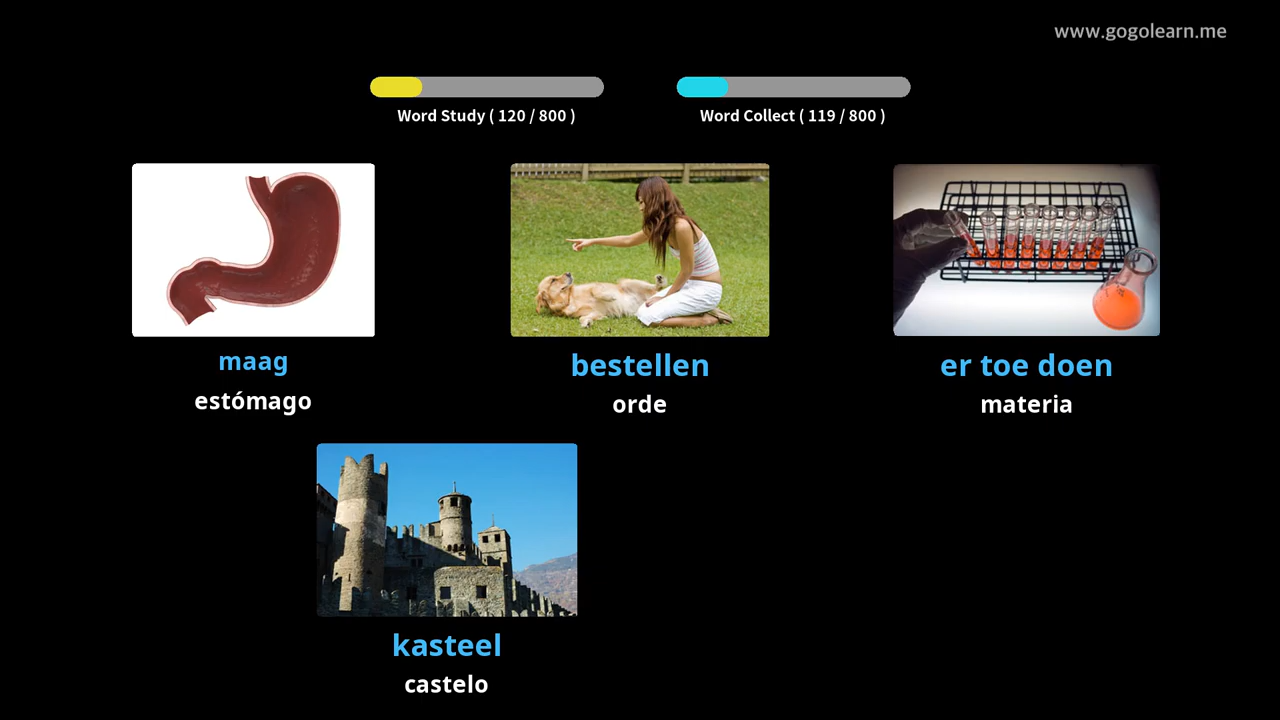 www.gogolearn.me
Word Study ( 120 / 800 )
Word Collect ( 119 / 800 )
maag
estómago
bestellen
orde
er toe doen
materia
kasteel
castelo